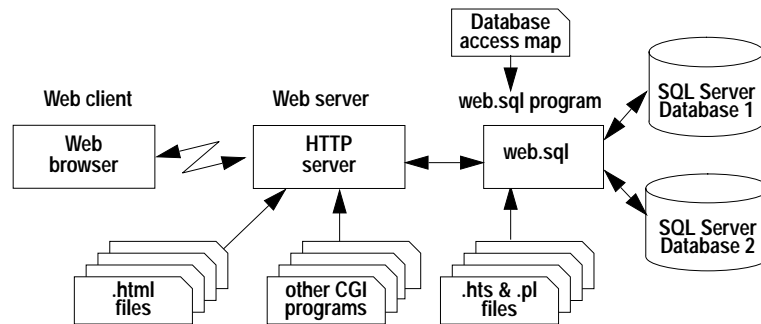 Database
access map
Web client
Web server
web.sql program
SQL Server
Database 1
Web
browser
HTTP
server
web.sql
SQL Server
Database 2
.html
files
other CGI
programs
.hts & .pl
files